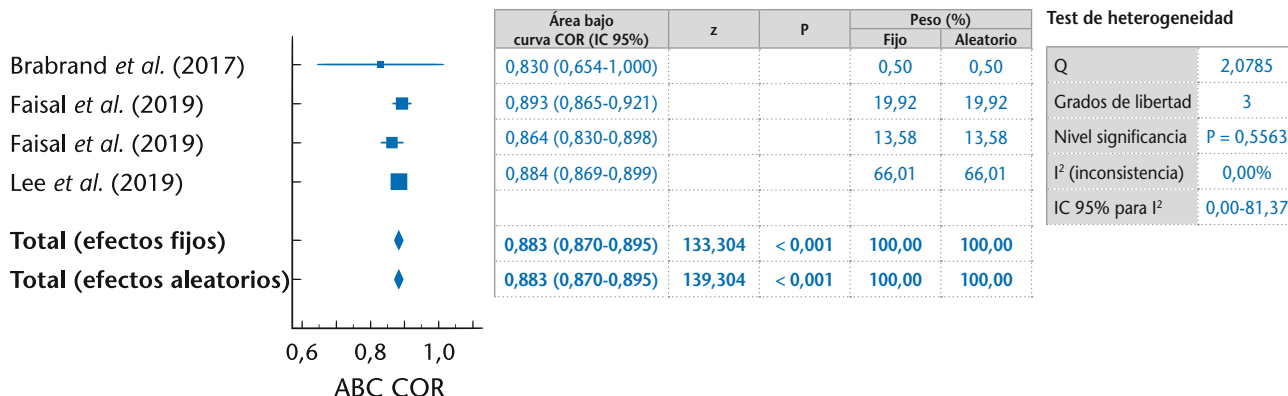 Área bajo curva COR (IC 95%) z P Peso (%)
Fijo Aleatorio
Brabrand et al. (2017) 0,830 (0,654-1,000) 0,50 0,50
Faisal et al. (2019) 0,893 (0,865-0,921) 19,92 19,92
Faisal et al. (2019) 0,864 (0,830-0,898) 13,58 13,58
Lee et al. (2019) 0,884 (0,869-0,899) 66,01 66,01
Total (efectos fijos) 0,883 (0,870-0,895) 133,304 < 0,001 100,00 100,00
Total (efectos aleatorios) 0,883 (0,870-0,895) 139,304 < 0,001 100,00 100,00
0,6 0,8 1,0
ABC COR
Test de heterogeneidad
Q 2,0785
Grados de libertad 3
Nivel significancia P = 0,5563
I² (inconsistencia) 0,00%
IC 95% para I² 0,00-81,37